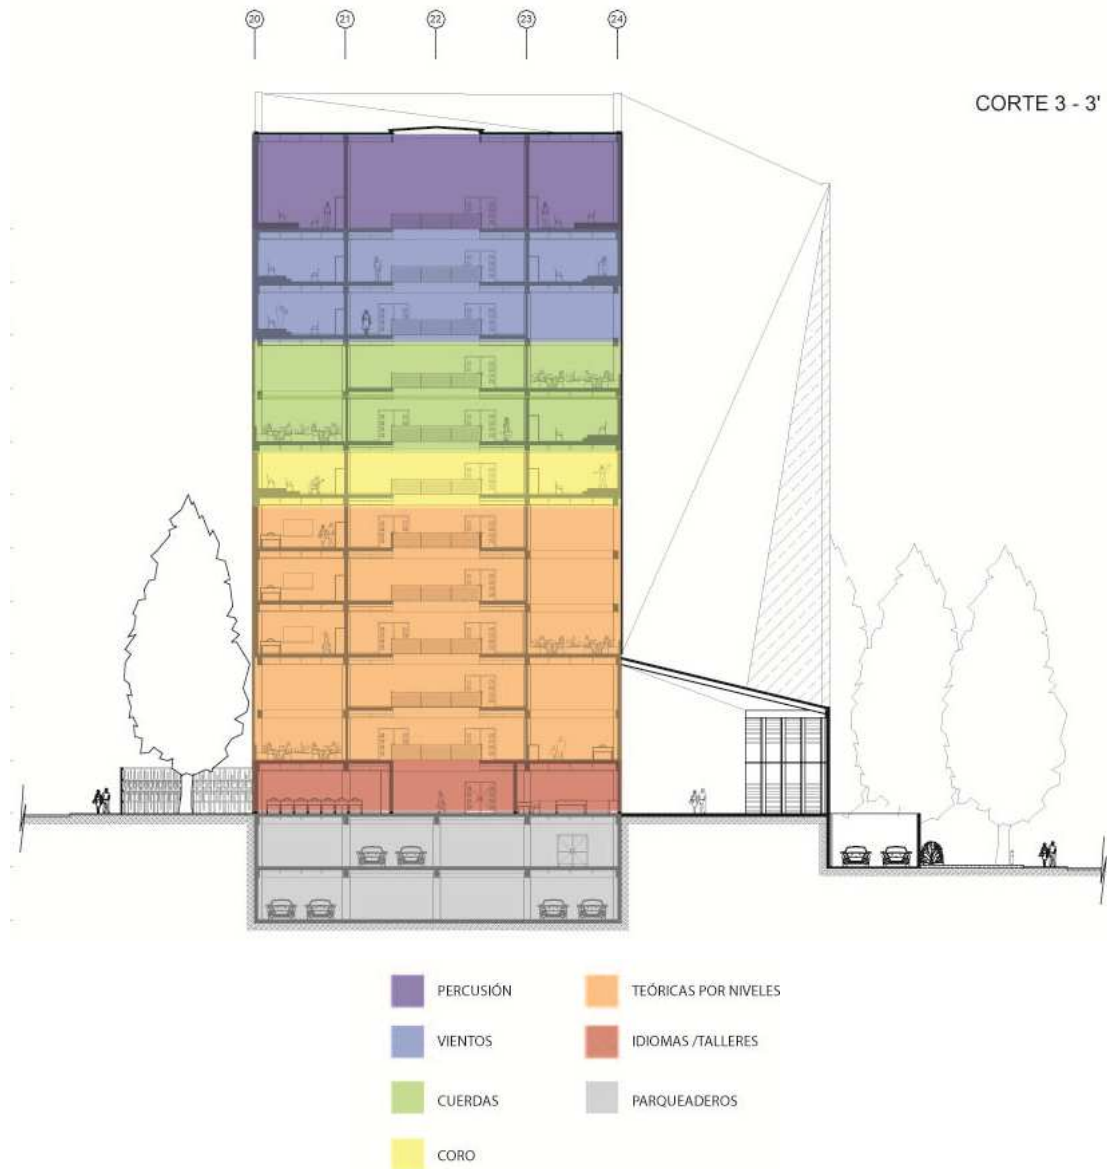 20 21 22 23 24
CORTE 3 - 3'
PERCUSIÓN
TEÓRICAS POR NIVELES
VIENTOS
IDIOMAS /TALLERES
CUERDAS
PARQUEADEROS
CORO